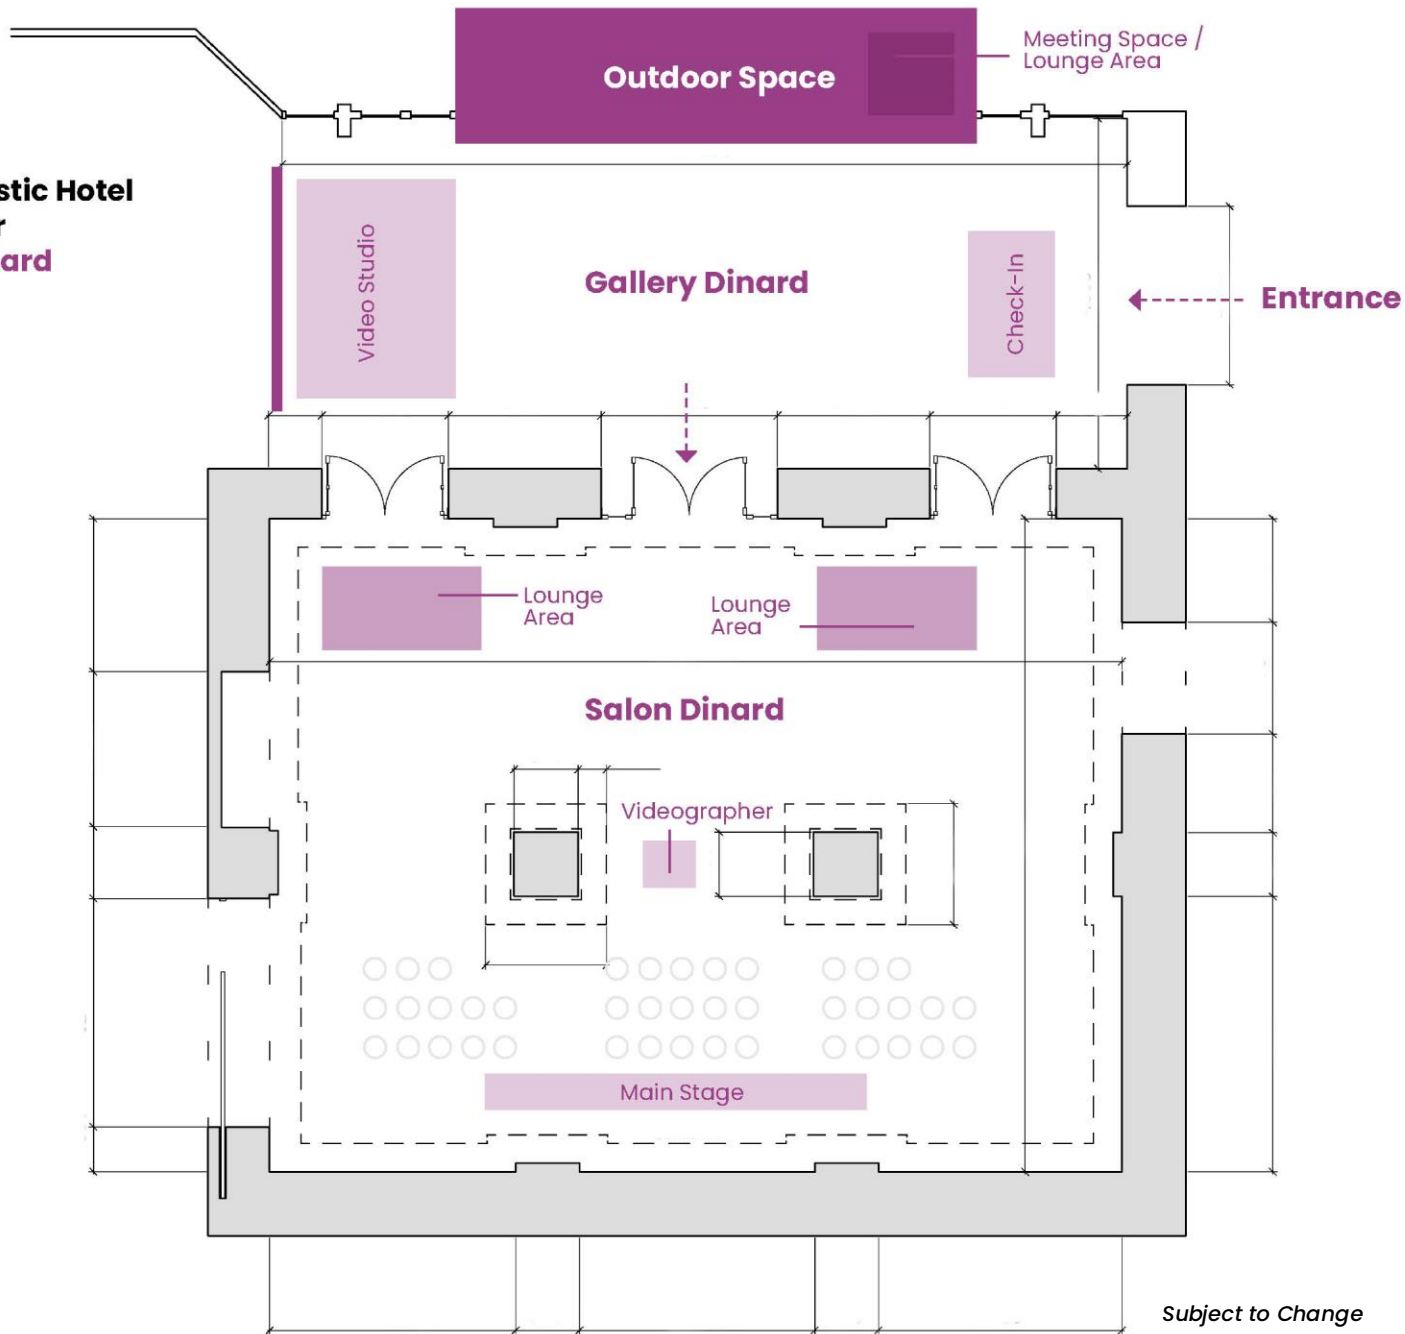 Meeting Space /
Lounge Area
Outdoor Space
stic Hotel
r
ard
Video Studio
Gallery Dinard
Check-In
Entrance
Lounge
Area
Lounge
Area
Salon Dinard
Videographer
Main Stage
Subject to Change